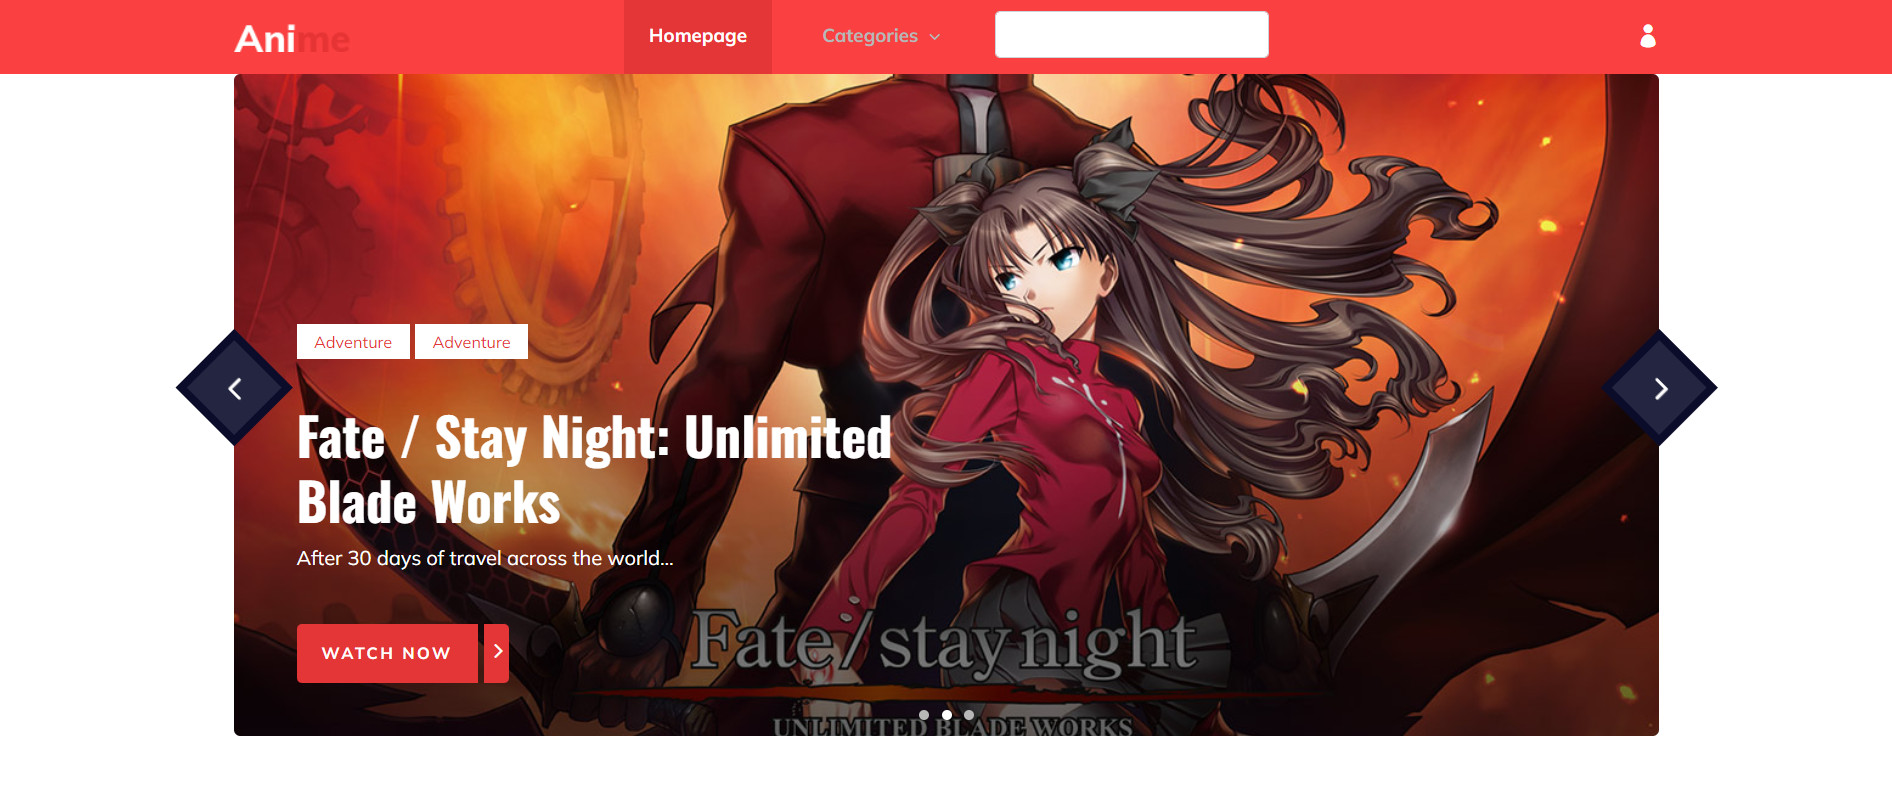 Anime
Homepage
Categories
Adventure
Adventure
Fate / Stay Night: Unlimited
Blade Works
After 30 days of travel across the world...
WATCH NOW
Fate/stay night
UNLIMITED BLADE WORKS